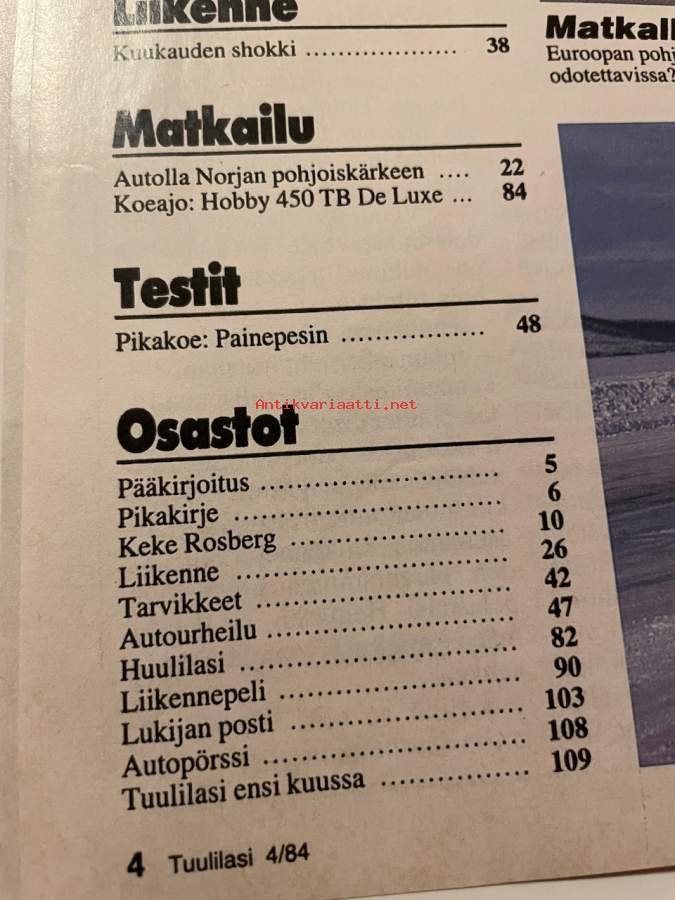 Liikenne
Kuukauden shokki .................... 38
Matkailu
Autolla Norjan pohjoiskärkeen .... 22
Koeajo: Hobby 450 TB De Luxe ... 84
Testit
Pikakoe: Painepesin ................... 48
Osastot
Pääkirjoitus ............................... 5
Pikakirje .................................. 6
Keke Rosberg ............................ 10
Liikenne ................................... 26
Tarvikkeet ................................ 42
Autourheilu ............................... 47
Huulilasi ................................... 82
Liikennepeli .............................. 90
Lukijan posti ............................ 103
Autopörssi ................................ 108
Tuulilasi ensi kuussa .................. 109
4 Tuulilasi 4/84
Euroopan
odotettavissa?
Antikvariaatti.net